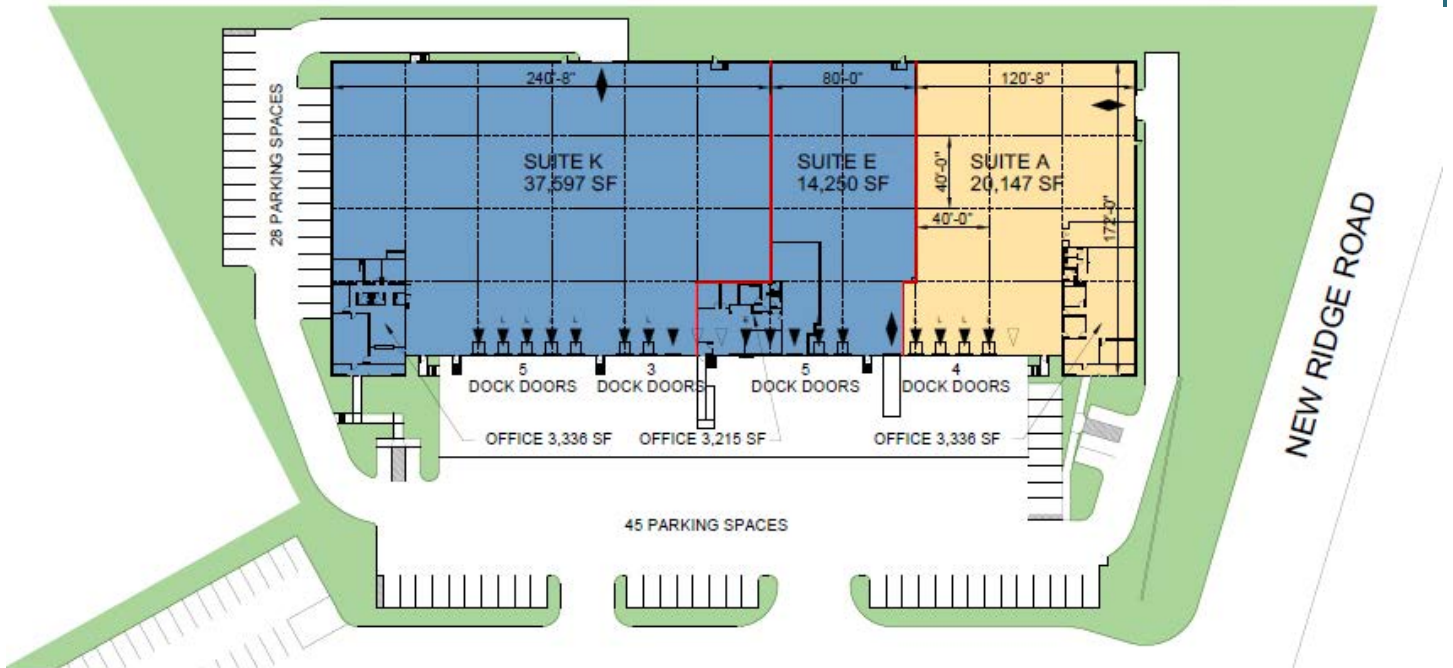 240'-8"
80'-0"
120'-8"
28 PARKING SPACES
SUITE K
37,597 SF
SUITE E
14,250 SF
40'-0"
SUITE A
20,147 SF
40'-0"
172'-0"
NEW RIDGE ROAD
5
DOCK DOORS
3
DOCK DOORS
5
DOCK DOORS
4
DOCK DOORS
OFFICE 3,336 SF
OFFICE 3,215 SF
OFFICE 3,336 SF
45 PARKING SPACES